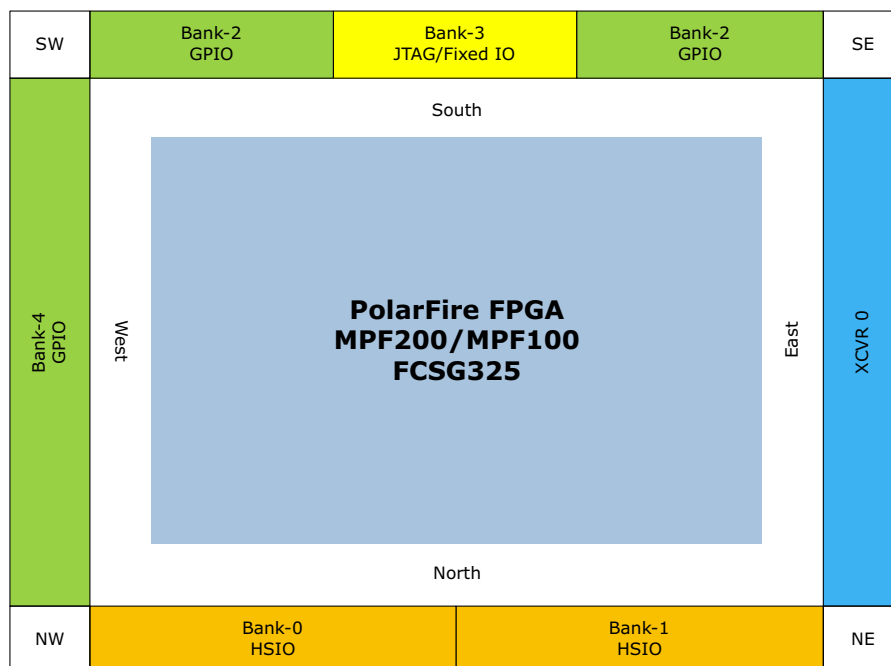 SW
Bank-2
GPIO
Bank-3
JTAG/Fixed IO
Bank-2
GPIO
SE
South
Bank-4
GPIO
West
PolarFire FPGA
MPF200/MPF100
FCSG325
East
XCVR 0
North
NW
Bank-0
HSIO
Bank-1
HSIO
NE